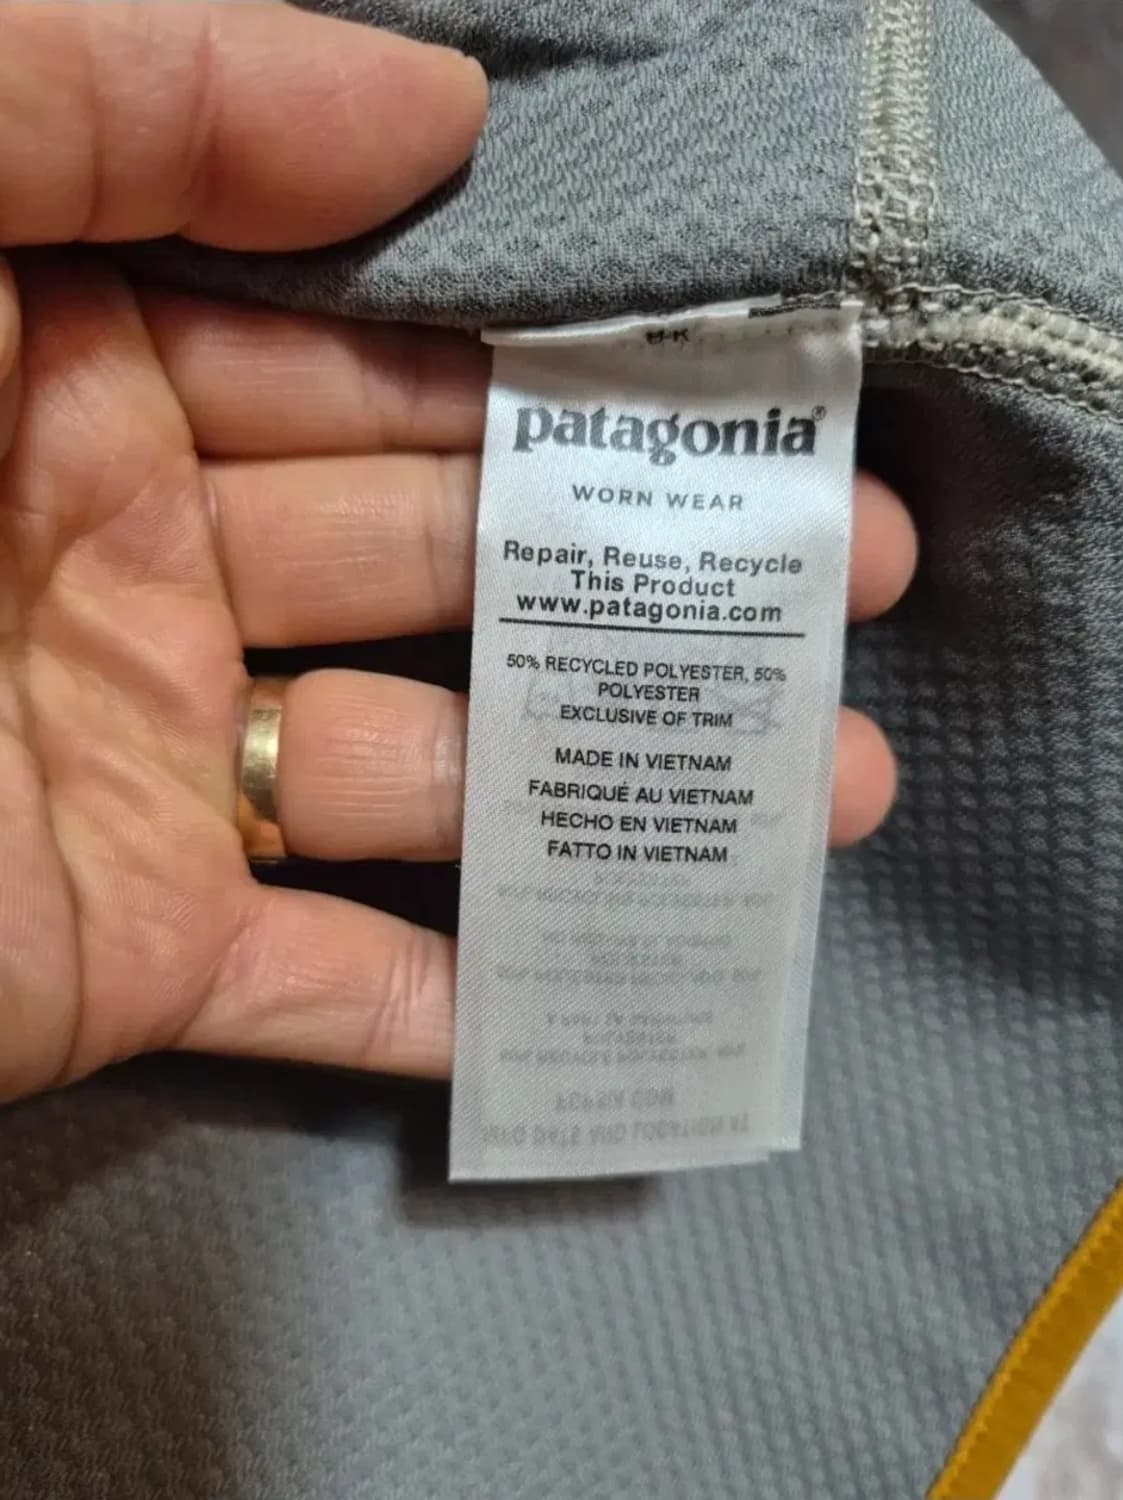 patagonia®
WORN WEAR
Repair, Reuse, Recycle
This Product
www.patagonia.com
50% RECYCLED POLYESTER, 50%
POLYESTER
EXCLUSIVE OF TRIM
MADE IN VIETNAM
FABRIQUÉ AU VIETNAM
HECHO EN VIETNAM
FATTO IN VIETNAM